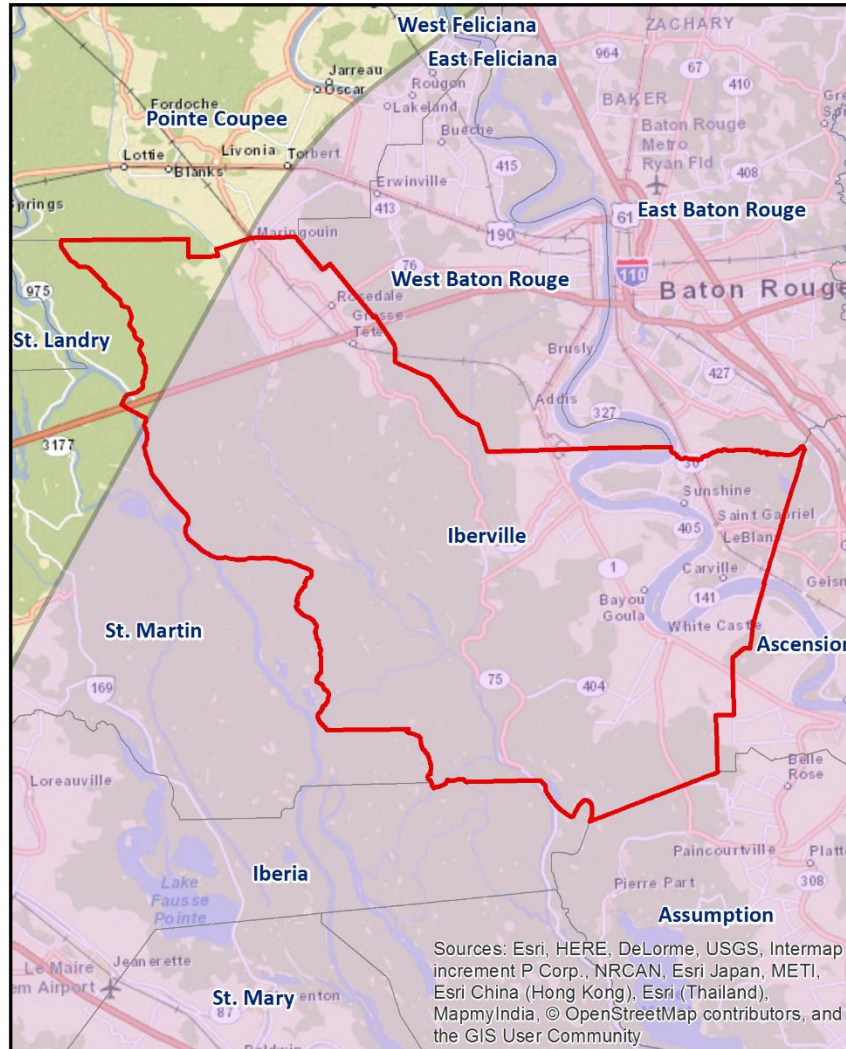 West Feliciana
ZACHARY
East Feliciana
964
67
Jarreau
Oscar
Rougon
410
Lakeland
BAKER
Fordoche
Pointe Coupee
Bueche
Baton Rouge
Metro
Ryan Fld
Livonia
Lottie
Torbert
Blanks
415
408
Erwinville
Springs
413
61
East Baton Rouge
Maringouin
190
76
West Baton Rouge
110
975
Rosedale
Baton Rouge
Grosse
Tete
St. Landry
Brusly
427
Addis
327
3177
30
Sunshine
405
Saint Gabriel
LeBlanc
Iberville
1
Carville
Geism
Bayou
Goula
141
St. Martin
White Castle
Ascension
75
404
169
Loreauville
Belle
Rose
Paincourtville
Platt
Iberia
308
Pierre Part
Lake
Fausse
Pointe
Assumption
Le Maire
em Airport
Jeanerette
St. Mary
enton
87
Baldwin
Sources: Esri, HERE, DeLorme, USGS, Intermap
increment P Corp., NRCAN, Esri Japan, METI,
Esri China (Hong Kong), Esri (Thailand),
MapmyIndia, © OpenStreetMap contributors, and
the GIS User Community